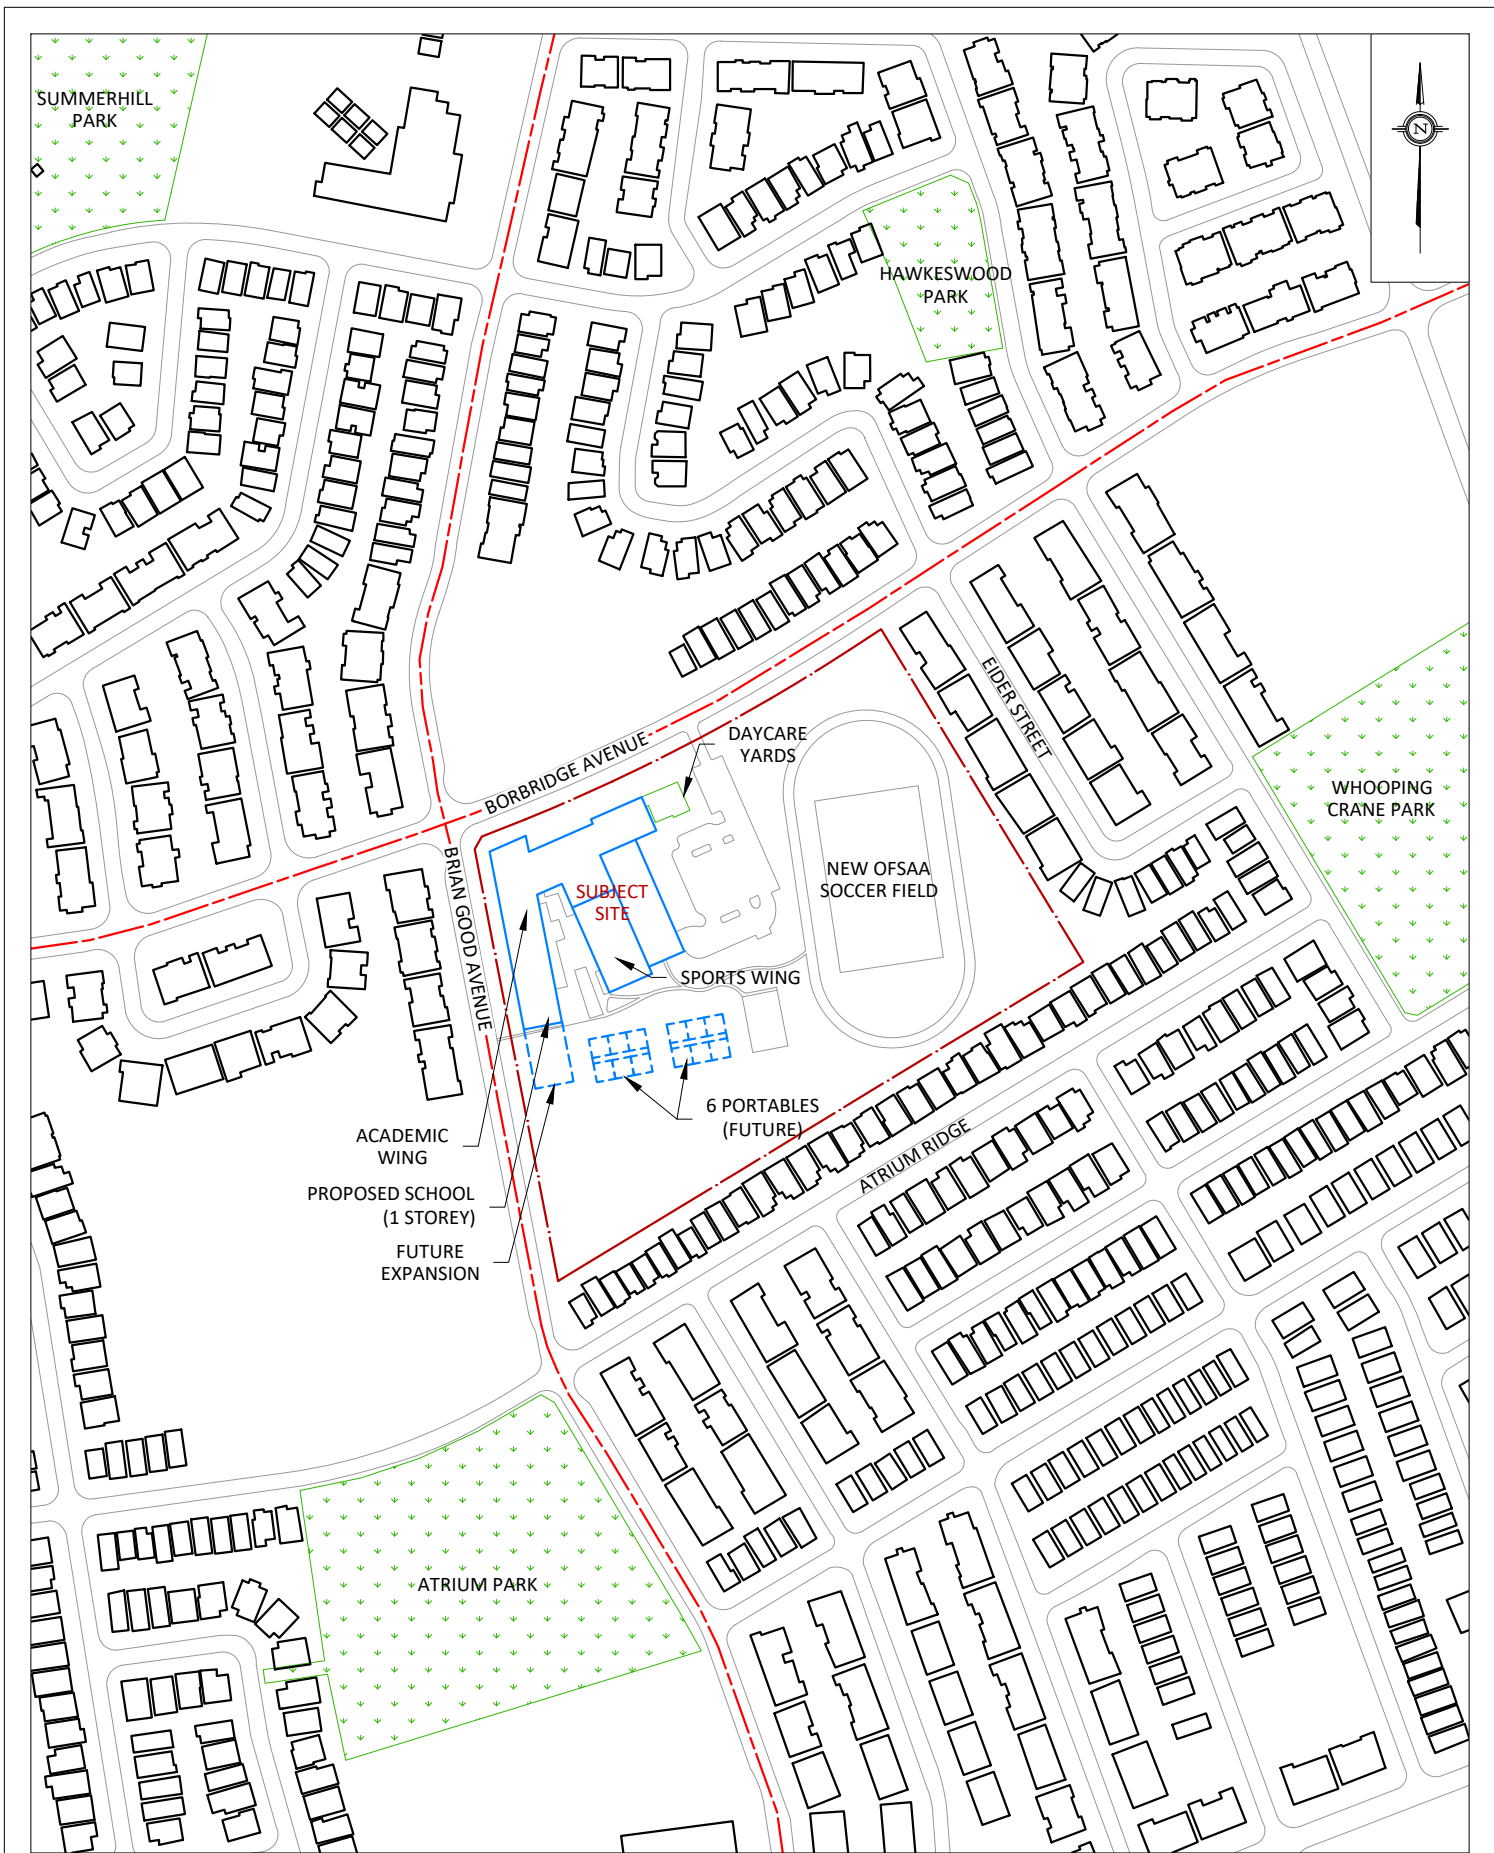 SUMMERHILL
PARK
N
HAWKESWOOD
PARK
EIDER STREET
DAYCARE
YARDS
BORBRIDGE AVENUE
WHOOPING
CRANE PARK
BRIAN GOOD AVENUE
SUBJECT
SITE
NEW OFSAA
SOCCER FIELD
SPORTS WING
6 PORTABLES
(FUTURE)
ACADEMIC
WING
ATRIUM RIDGE
PROPOSED SCHOOL
(1 STOREY)
FUTURE
EXPANSION
ATRIUM PARK